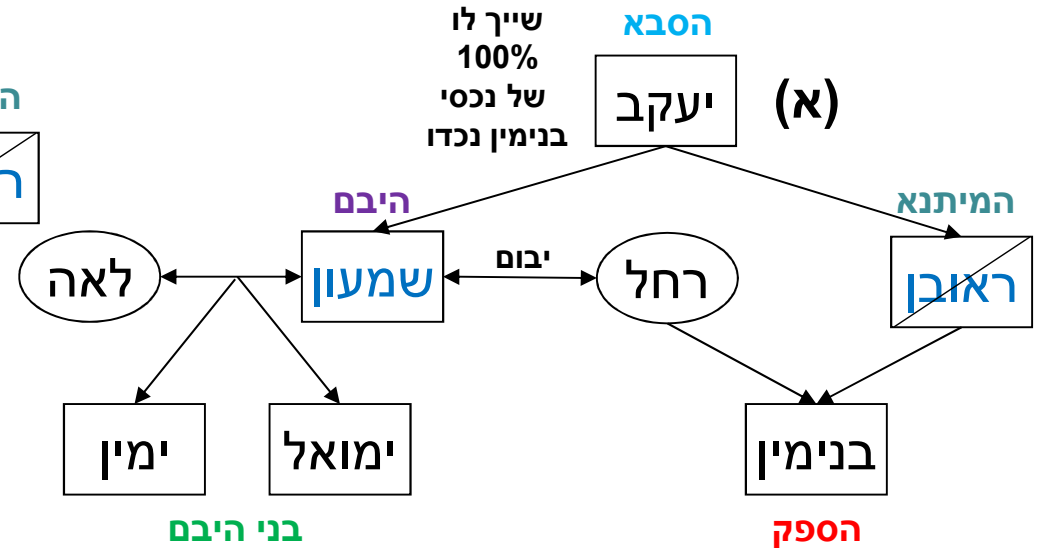 (א)
הסבא
יעקב
שייך לו
100%
של נכסי
בנימין נכדו
המיתנא
ראובן
היבם
שמעון
יבום
רחל
לאה
בנימין
הספק
ימואל
ימין
בני היבם